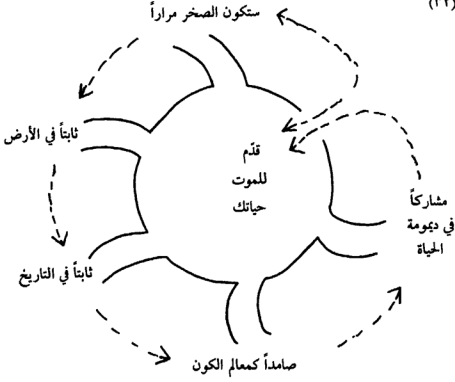 (٢٢)
ستكون الصخر مراراً
ثابتاً في الأرض
ثابتاً في التاريخ
صامداً كمعالم الكون
مشاركاً
في ديمومة
الحياة
قدّم
للموت
حياتك